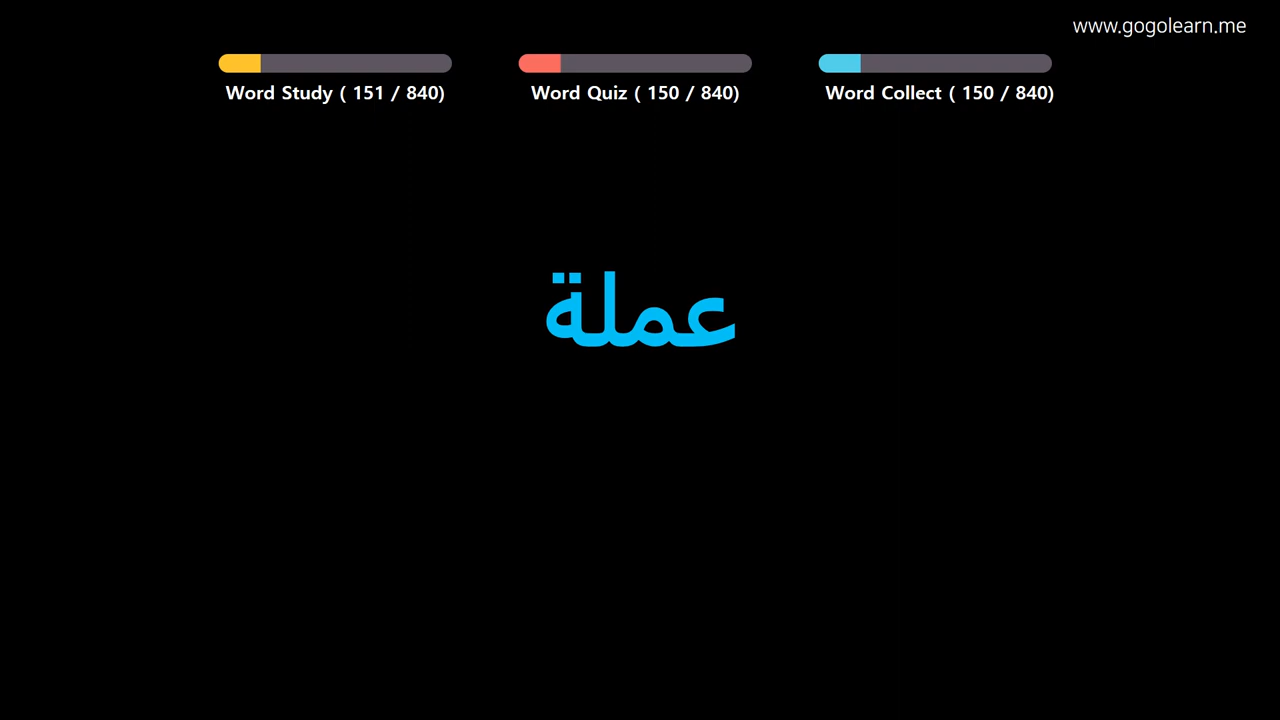 www.gogolearn.me
Word Study ( 151 / 840)
Word Quiz ( 150 / 840)
Word Collect ( 150 / 840)
عملة